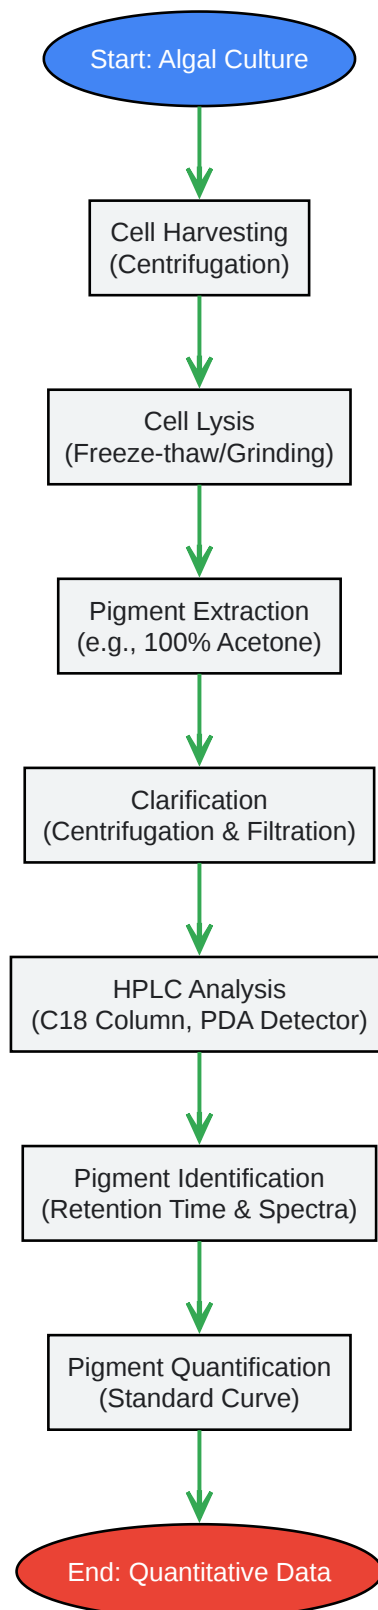 Start: Algal Culture
Cell Harvesting
(Centrifugation)
Cell Lysis
(Freeze-thaw/Grinding)
Pigment Extraction
(e.g., 100% Acetone)
Clarification
(Centrifugation & Filtration)
HPLC Analysis
(C18 Column, PDA Detector)
Pigment Identification
(Retention Time & Spectra)
Pigment Quantification
(Standard Curve)
End: Quantitative Data